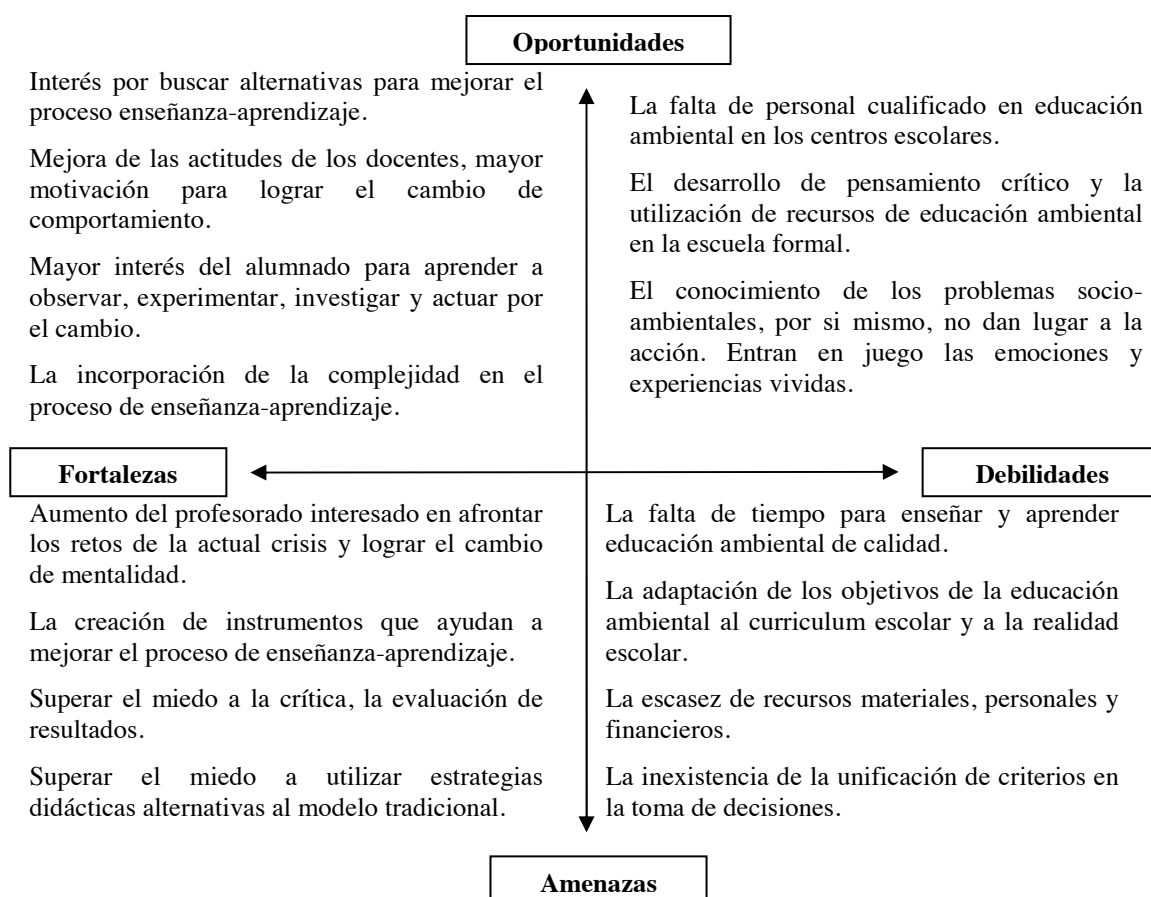 Oportunidades
Interés por buscar alternativas para mejorar el
proceso enseñanza-aprendizaje.
Mejora de las actitudes de los docentes, mayor
motivación para lograr el cambio de
comportamiento.
Mayor interés del alumnado para aprender a
observar, experimentar, investigar y actuar por
el cambio.
La incorporación de la complejidad en el
proceso de enseñanza-aprendizaje.
La falta de personal cualificado en educación
ambiental en los centros escolares.
El desarrollo de pensamiento crítico y la
utilización de recursos de educación ambiental
en la escuela formal.
El conocimiento de los problemas socio-
ambientales, por si mismo, no dan lugar a la
acción. Entran en juego las emociones y
experiencias vividas.
Fortalezas
Debilidades
Aumento del profesorado interesado en afrontar
los retos de la actual crisis y lograr el cambio
de mentalidad.
La creación de instrumentos que ayudan a
mejorar el proceso de enseñanza-aprendizaje.
Superar el miedo a la crítica, la evaluación de
resultados.
Superar el miedo a utilizar estrategias
didácticas alternativas al modelo tradicional.
La falta de tiempo para enseñar y aprender
educación ambiental de calidad.
La adaptación de los objetivos de la educación
ambiental al curriculum escolar y a la realidad
escolar.
La escasez de recursos materiales, personales y
financieros.
La inexistencia de la unificación de criterios en
la toma de decisiones.
Amenazas